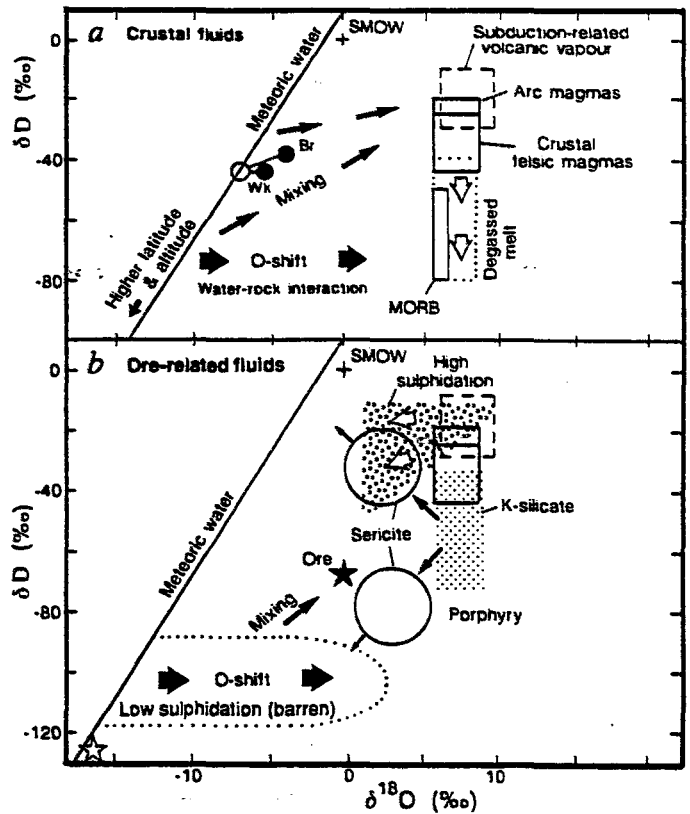 a Crustal fluids
SMOW
Subduction-related
volcanic vapour
Meteoric water
Arc magmas
Crustal
felsic magmas
Br
Wk
Mixing
Higher latitude
& altitude
O-shift
Water-rock interaction
Degassed
melt
MORB
δD (‰)
0
-40
-80
b Ore-related fluids
SMOW
High
sulphidation
Meteoric water
K-silicate
Sericite
Ore
Mixing
Porphyry
O-shift
Low sulphidation (barren)
δD (‰)
0
-40
-80
-120
-10
0
10
δ¹⁸O (‰)